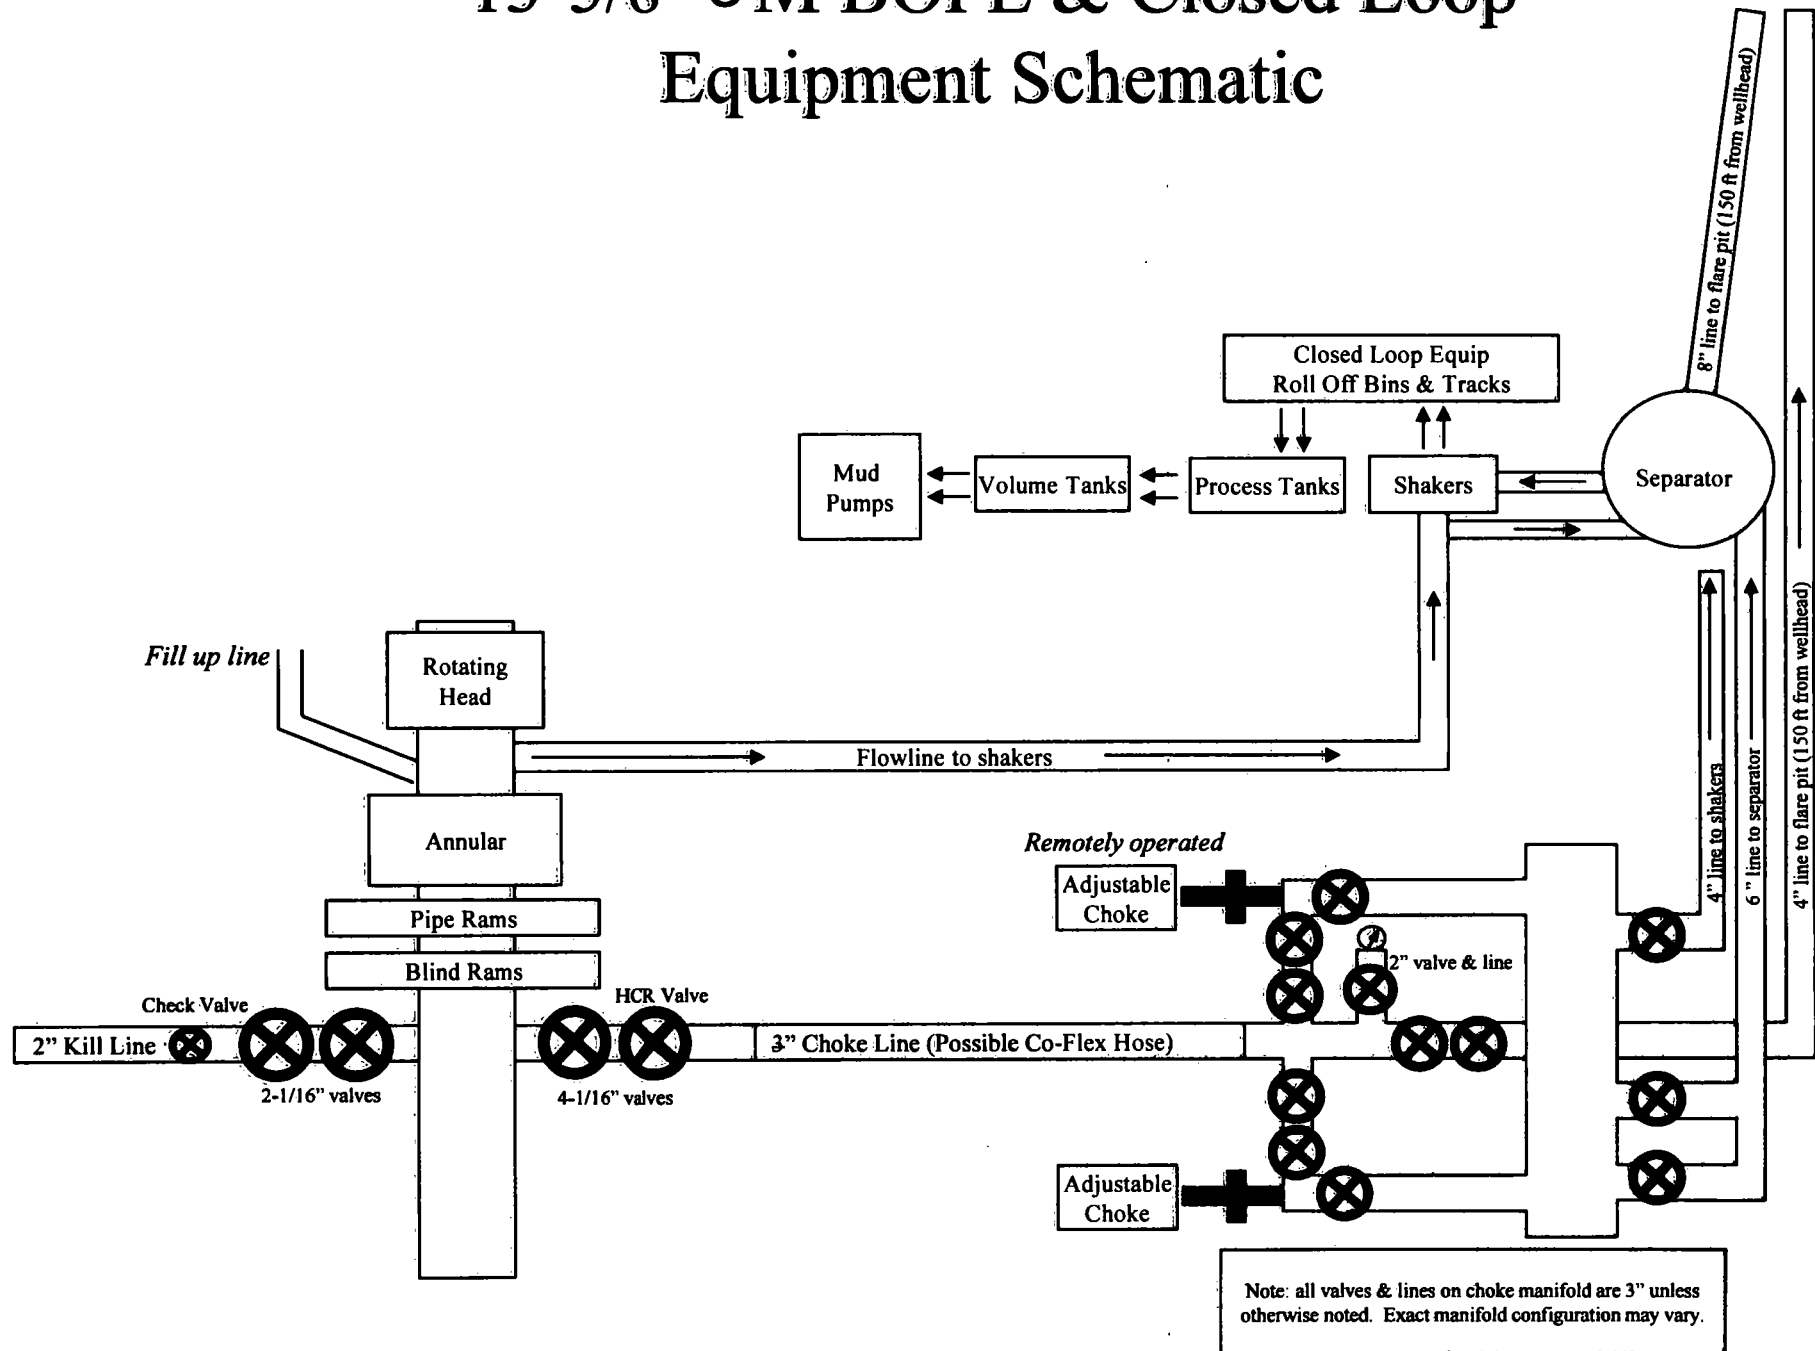 BOPE & Closed Loop
Equipment Schematic
8” line to flare pit (150 ft from wellhead)
Closed Loop Equip
Roll Off Bins & Tracks
Mud
Pumps
Volume Tanks
Process Tanks
Shakers
Separator
Fill up line
Rotating
Head
Flowline to shakers
Annular
Pipe Rams
Blind Rams
Check Valve
HCR Valve
2” Kill Line
3” Choke Line (Possible Co-Flex Hose)
2-1/16” valves
4-1/16” valves
Remotely operated
Adjustable
Choke
2” valve & line
Adjustable
Choke
4” line to shakers
6” line to separator
4” line to flare pit (150 ft from wellhead)
Note: all valves & lines on choke manifold are 3” unless
otherwise noted. Exact manifold configuration may vary.